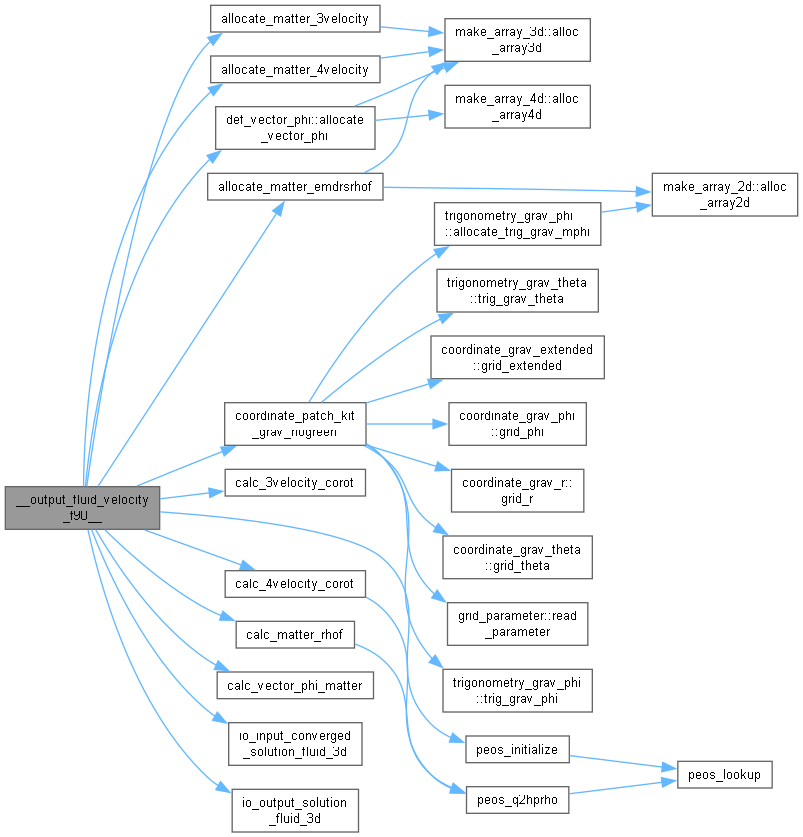 allocate_matter_3velocity
make_array_3d::alloc
_array3d
allocate_matter_4velocity
make_array_4d::alloc
_array4d
def_vector_phi::allocate
_vector_phi
allocate_matter_emdrsrhof
make_array_2d::alloc
_array2d
trigonometry_grav_phi
::allocate_trig_grav_mphi
trigonometry_grav_theta
::trig_grav_theta
coordinate_grav_extended
::grid_extended
coordinate_patch_kit
_grav_nogreen
coordinate_grav_phi
::grid_phi
calc_3velocity_corot
coordinate_grav_r::
grid_r
__output_fluid_velocity
_f90__
coordinate_grav_theta
::grid_theta
calc_4velocity_corot
grid_parameter::read
_parameter
calc_matter_rhof
calc_vector_phi_matter
trigonometry_grav_phi
::trig_grav_phi
io_input_converged
_solution_fluid_3d
peos_initialize
peos_lookup
io_output_solution
_fluid_3d
peos_q2hprho